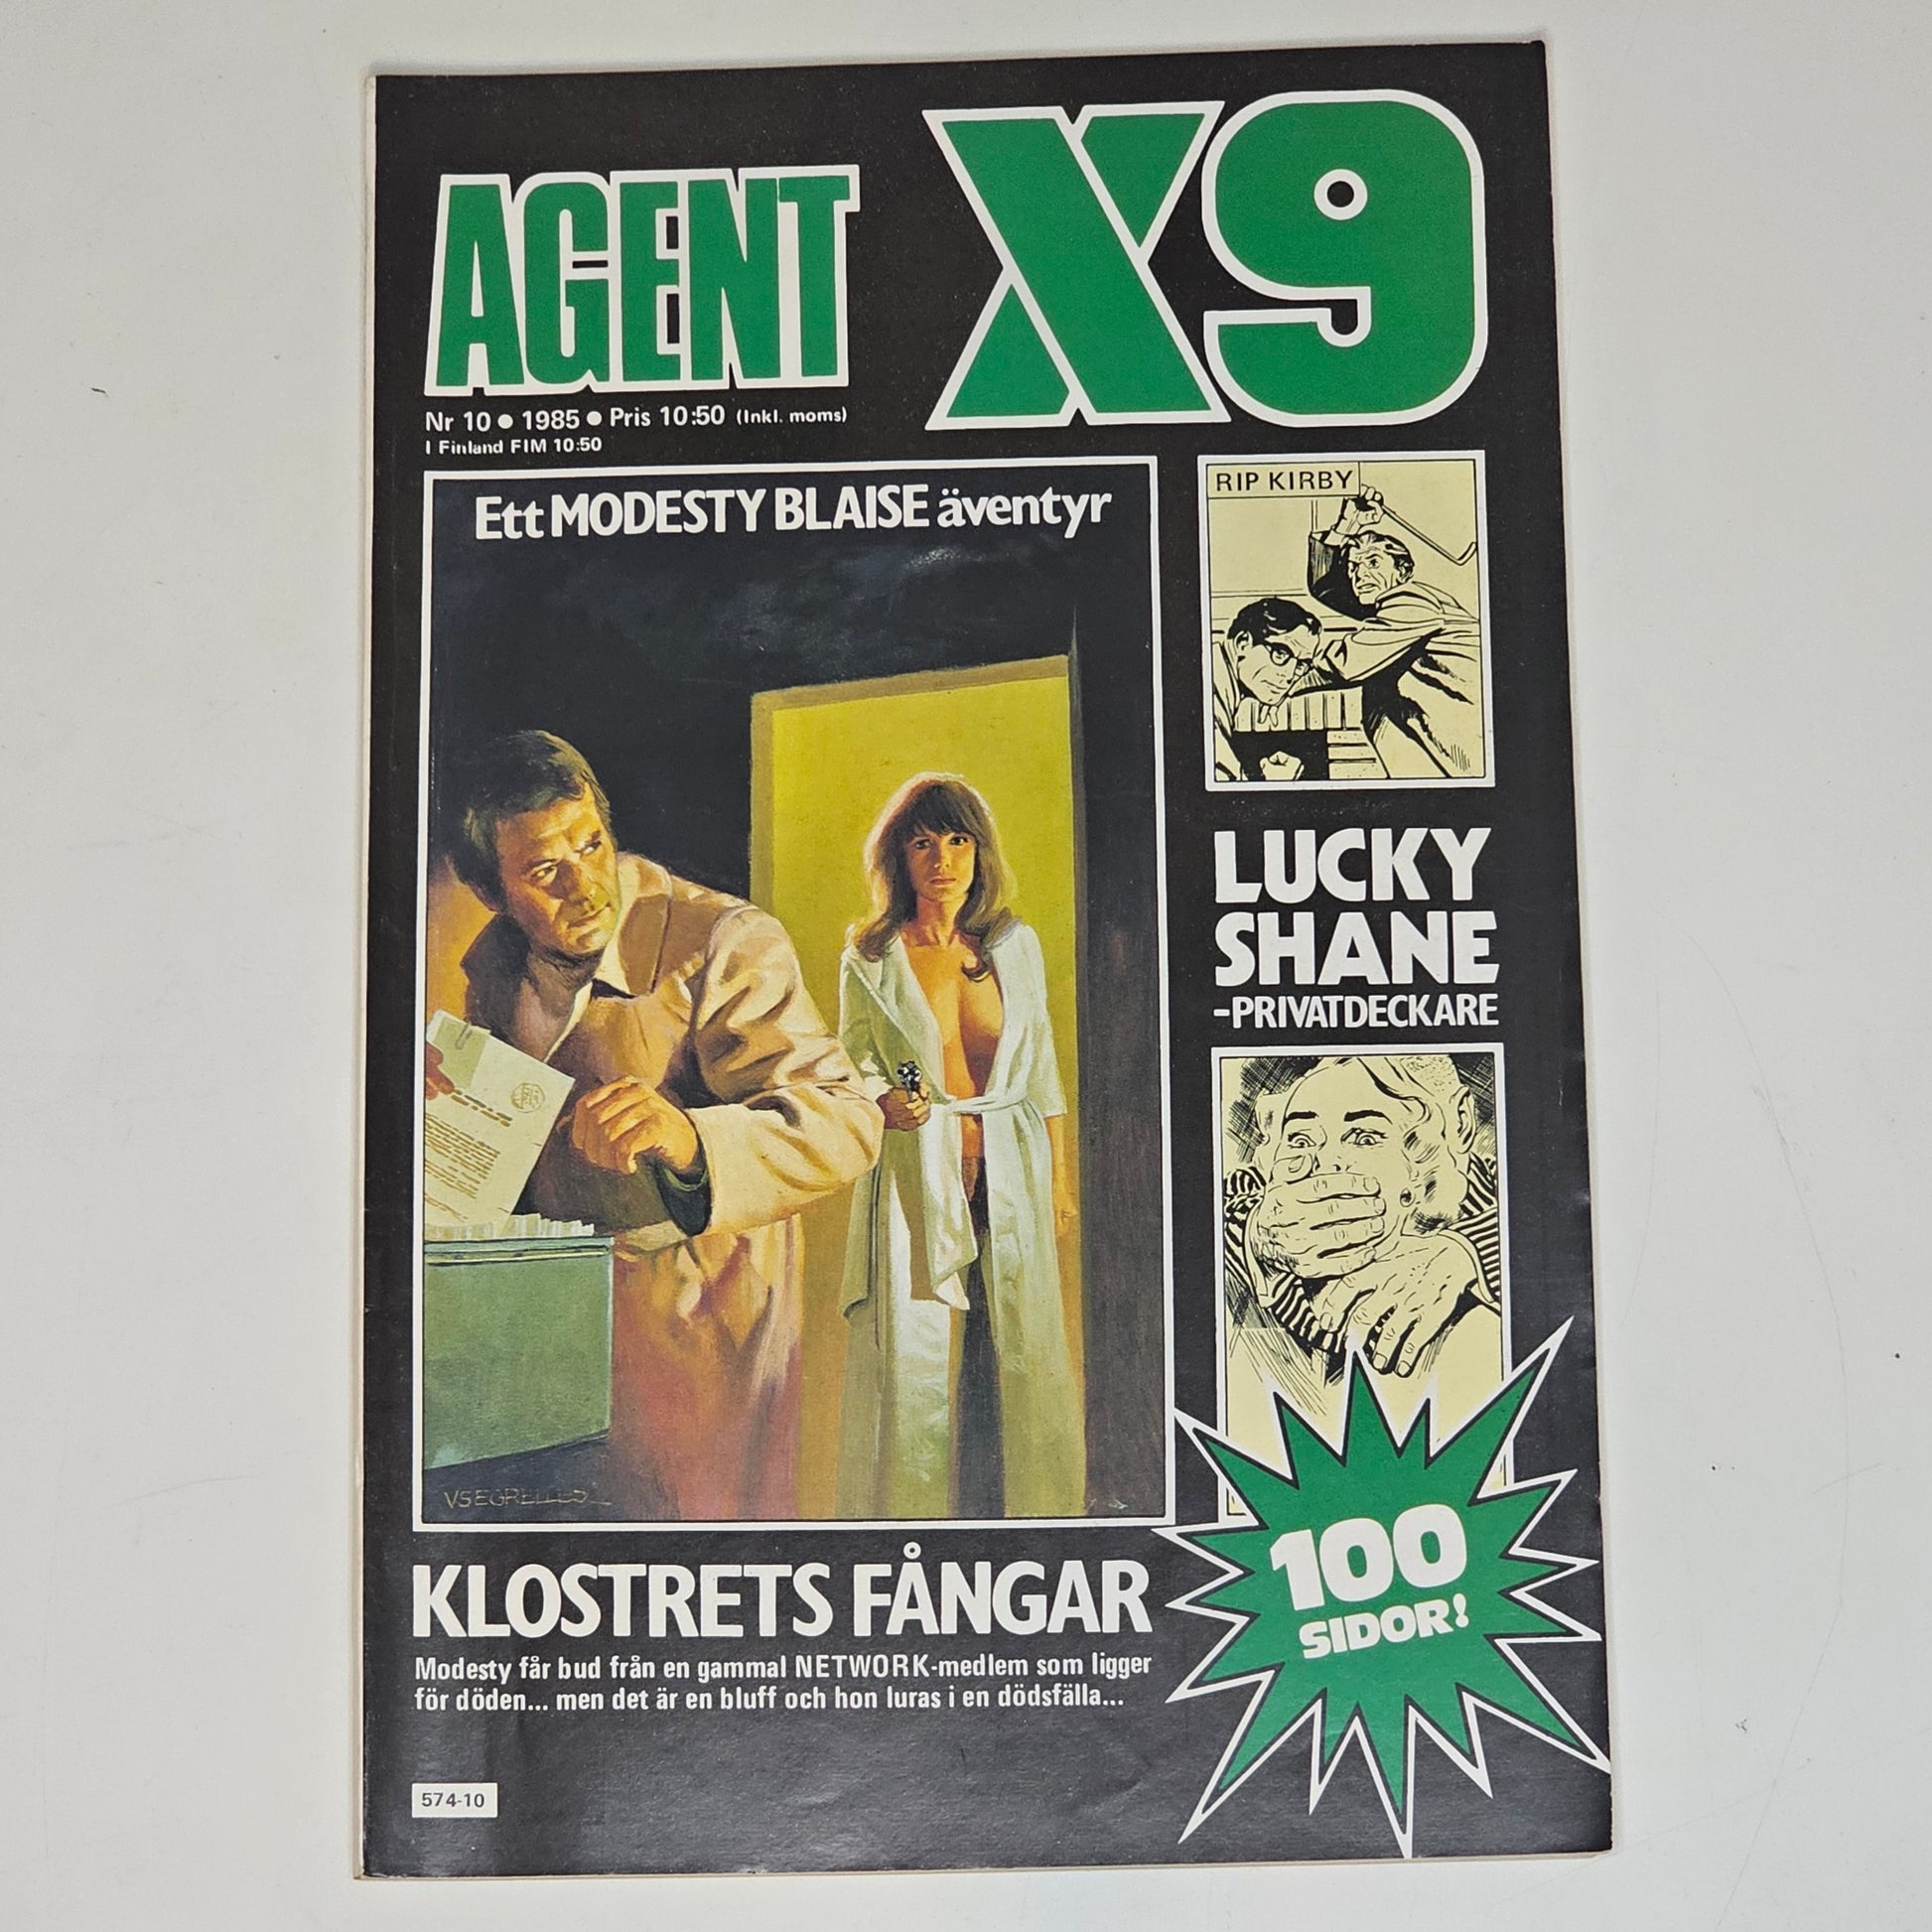 AGENT X9
Nr 10 ● 1985 ● Pris 10:50 (Inkl. moms)
I Finland FIM 10:50
Ett MODESTY BLAISE äventyr
RIP KIRBY
LUCKY
SHANE
-PRIVATDECKARE
VSEGRELLES
100
SIDOR!
KLOSTRETS FÅNGAR
Modesty får bud från en gammal NETWORK-medlem som ligger
för döden... men det är en bluff och hon luras i en dödsfälla...
574-10